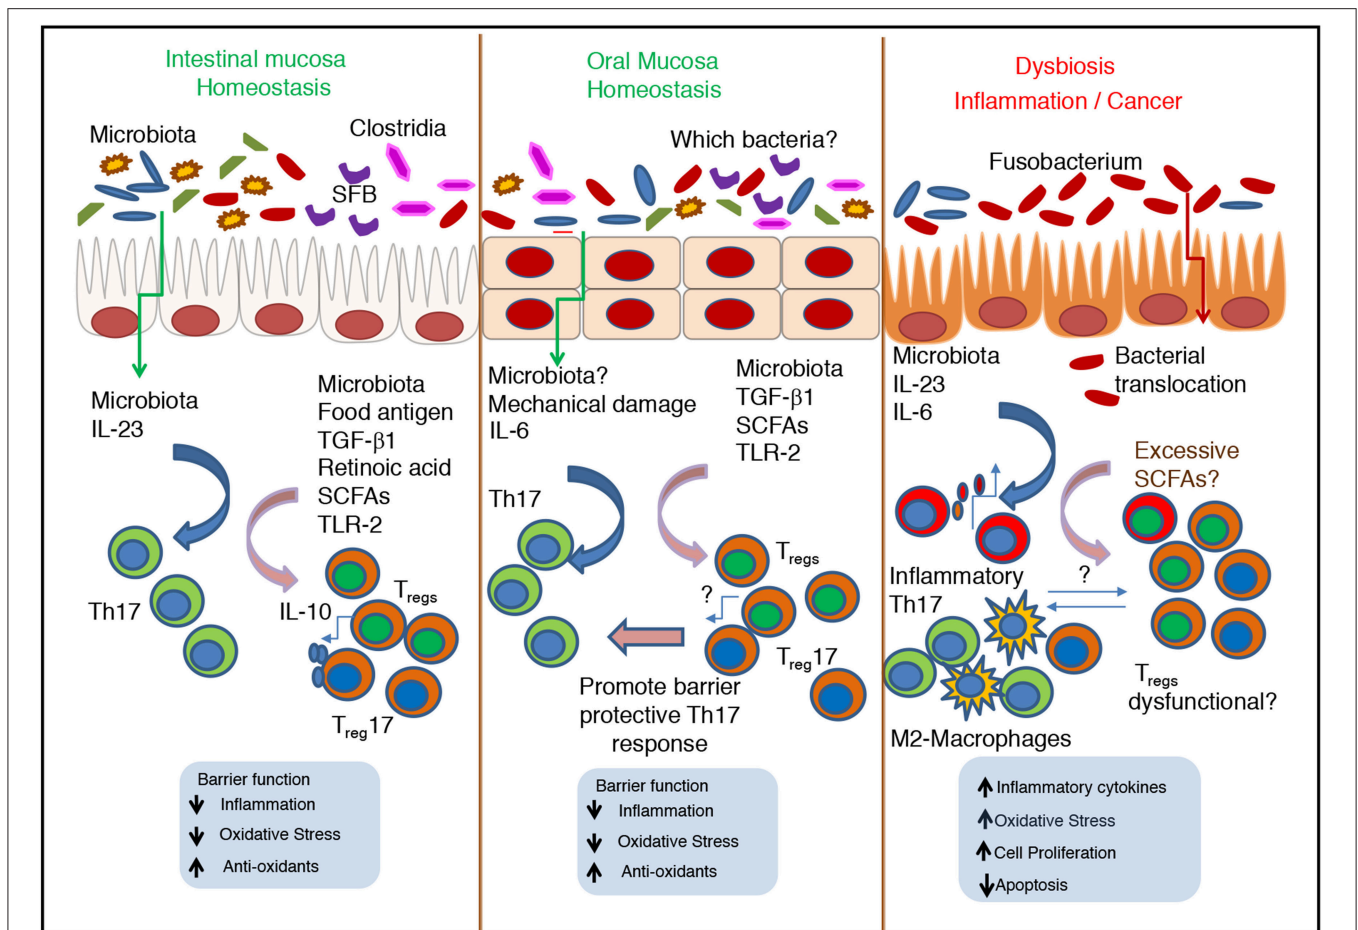 Intestinal mucosa
Homeostasis
Microbiota
Clostridia
SFB
Microbiota
IL-23
Microbiota
Food antigen
TGF-β1
Retinoic acid
SCFAs
TLR-2
Th17
IL-10
Tregs
Treg17
Barrier function
Inflammation
Oxidative Stress
Anti-oxidants
Oral Mucosa
Homeostasis
Which bacteria?
Microbiota?
Mechanical damage
IL-6
Microbiota
TGF-β1
SCFAs
TLR-2
Th17
Tregs
?
Treg17
Promote barrier
protective Th17
response
Barrier function
Inflammation
Oxidative Stress
Anti-oxidants
Dysbiosis
Inflammation / Cancer
Fusobacterium
Microbiota
IL-23
IL-6
Bacterial
translocation
Excessive
SCFAs?
Inflammatory
Th17
?
Tregs
dysfunctional?
M2-Macrophages
Inflammatory cytokines
Oxidative Stress
Cell Proliferation
Apoptosis